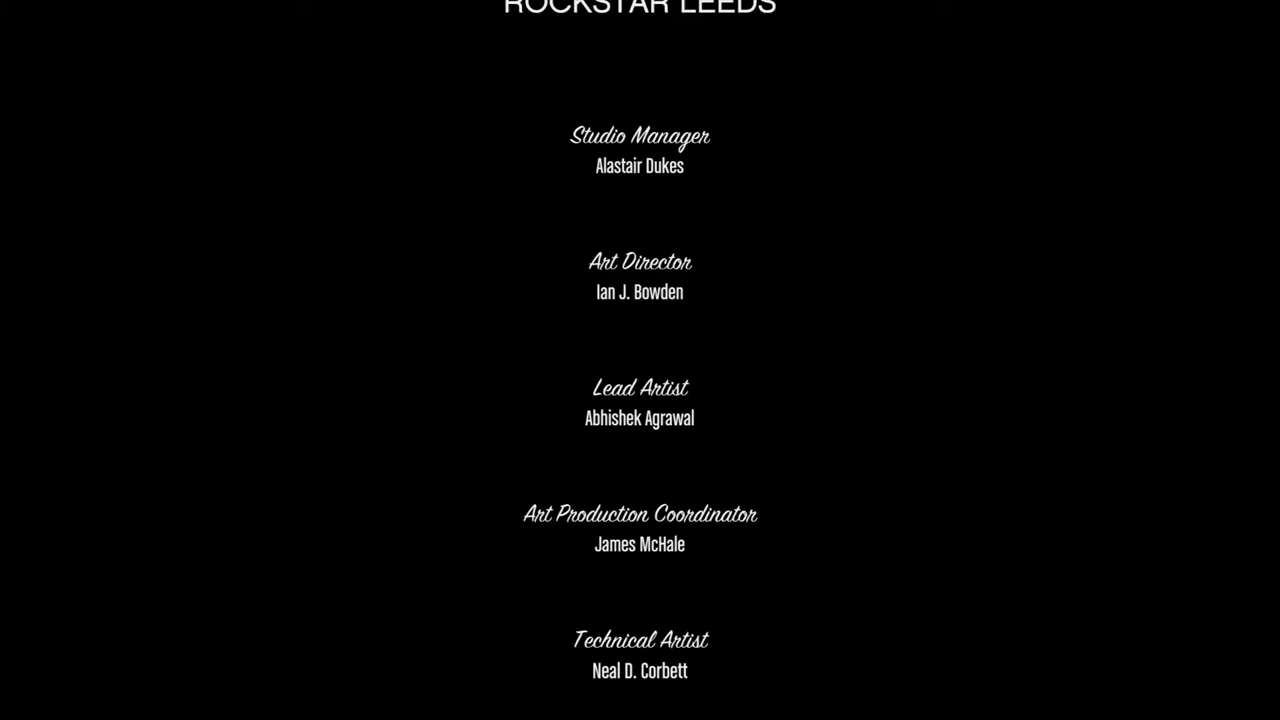 ROCKSTAR LEEDS
Studio Manager
Alastair Dukes
Art Director
Ian J. Bowden
Lead Artist
Abhishek Agrawal
Art Production Coordinator
James McHale
Technical Artist
Neal D. Corbett